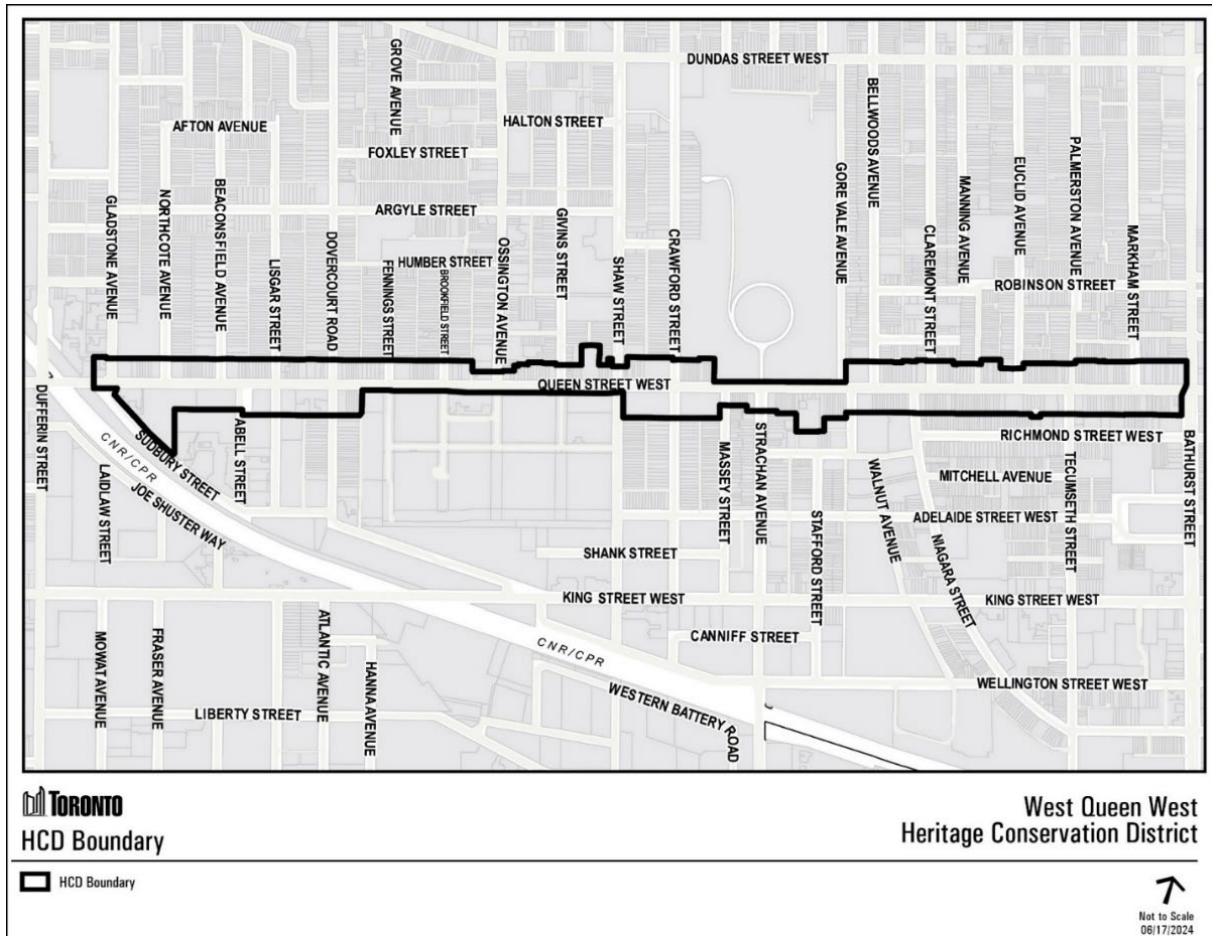 DUNDAS STREET WEST
GROVE AVENUE
AFTON AVENUE
HALTON STREET
FOXLEY STREET
BELLWOODS AVENUE
PALMERSTON AVENUE
GORE VALE AVENUE
MANNING AVENUE
EUCLID AVENUE
GLADSTONE AVENUE
NORTHCOTE AVENUE
BEACONSFIELD AVENUE
ARGYLE STREET
LISGAR STREET
DOVERCOURT ROAD
FENNINGS STREET
HUMBER STREET
BROOKFIELD STREET
OSSINGTON AVENUE
GIVINS STREET
SHAW STREET
CRAWFORD STREET
CLAREMONT STREET
ROBINSON STREET
MARKHAM STREET
QUEEN STREET WEST
DUFFERIN STREET
SUDBURY STREET
CNR/CPR
JOE SHUSTER WAY
LAIDLAW STREET
ABELL STREET
MASSEY STREET
STRACHAN AVENUE
STAFFORD STREET
WALNUT AVENUE
RICHMOND STREET WEST
MITCHELL AVENUE
TECUMSETH STREET
BATHURST STREET
ADELAIDE STREET WEST
NIAGARA STREET
SHANK STREET
KING STREET WEST
KING STREET WEST
CANNIFF STREET
MOWAT AVENUE
FRASER AVENUE
ATLANTIC AVENUE
HANNA AVENUE
CNR/CPR
WESTERN BATTERY ROAD
WELLINGTON STREET WEST
LIBERTY STREET
TORONTO
HCD Boundary
West Queen West
Heritage Conservation District
HCD Boundary
Not to Scale
06/17/2024